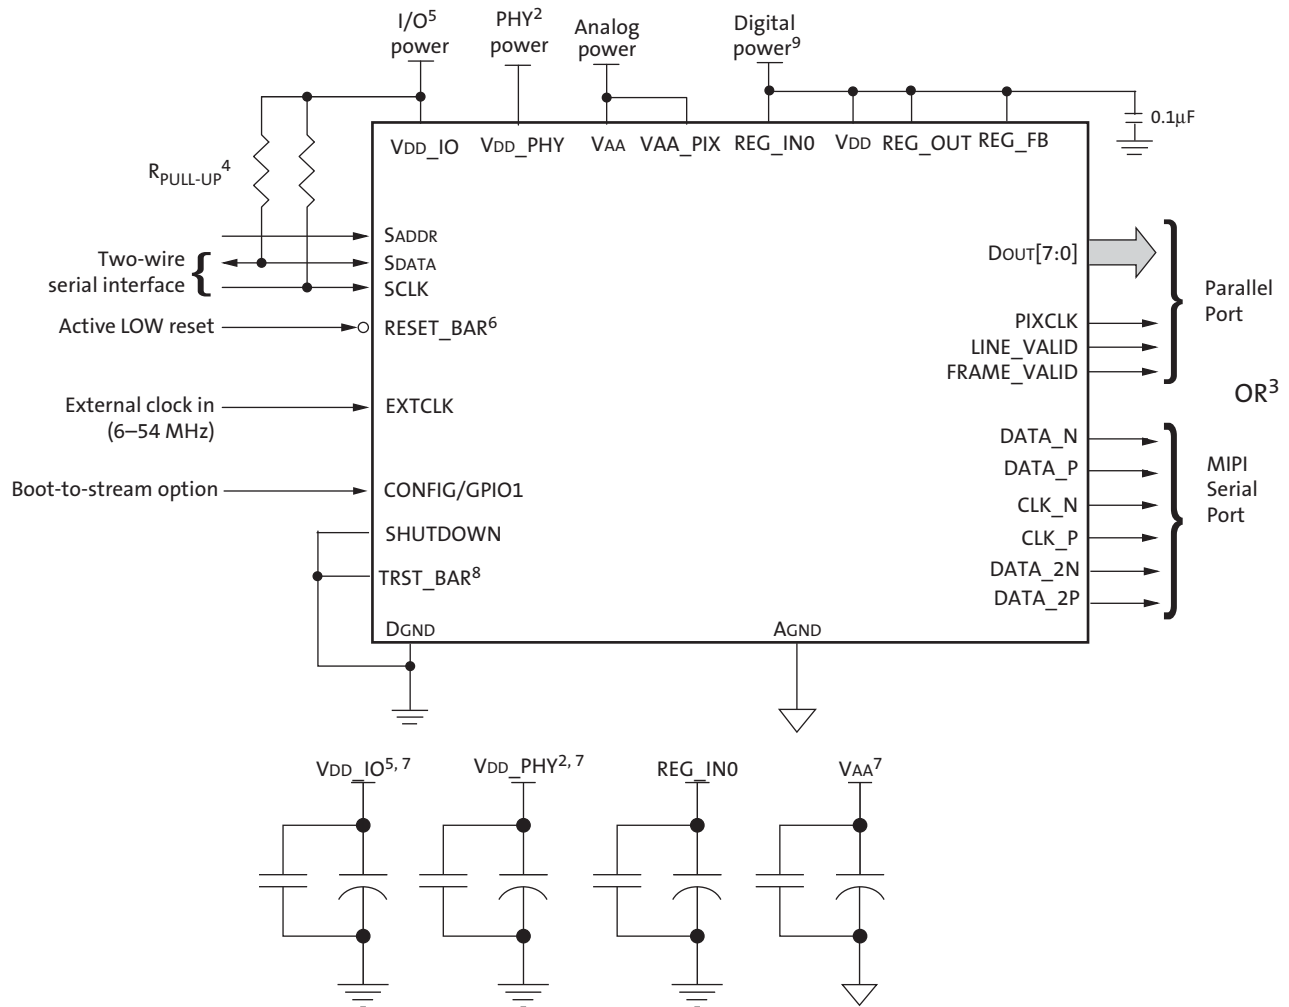 I/O⁵
power
PHY²
power
Analog
power
Digital
power⁹
0.1µF
VDD_IO
VDD_PHY
VAA
VAA_PIX
REG_IN0
VDD
REG_OUT
REG_FB
RPULL-UP⁴
SADDR
Two-wire
serial interface
SDATA
SCLK
Active LOW reset
RESET_BAR⁶
External clock in
(6–54 MHz)
EXTCLK
Boot-to-stream option
CONFIG/GPIO1
SHUTDOWN
TRST_BAR⁸
DGND
AGND
DOUT[7:0]
PIXCLK
LINE_VALID
FRAME_VALID
Parallel
Port
OR³
DATA_N
DATA_P
CLK_N
CLK_P
DATA_2N
DATA_2P
MIPI
Serial
Port
VDD_IO⁵,⁷
VDD_PHY²,⁷
REG_IN0
VAA⁷